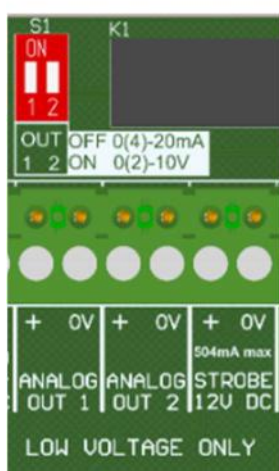 S1 K1
ON
1 2
OUT OFF 0(4)-20mA
1 2 ON 0(2)-10V
+ 0V + 0V + 0V
504mA max
ANALOG ANALOG STROBE
OUT 1 OUT 2 12V DC
LOW VOLTAGE ONLY